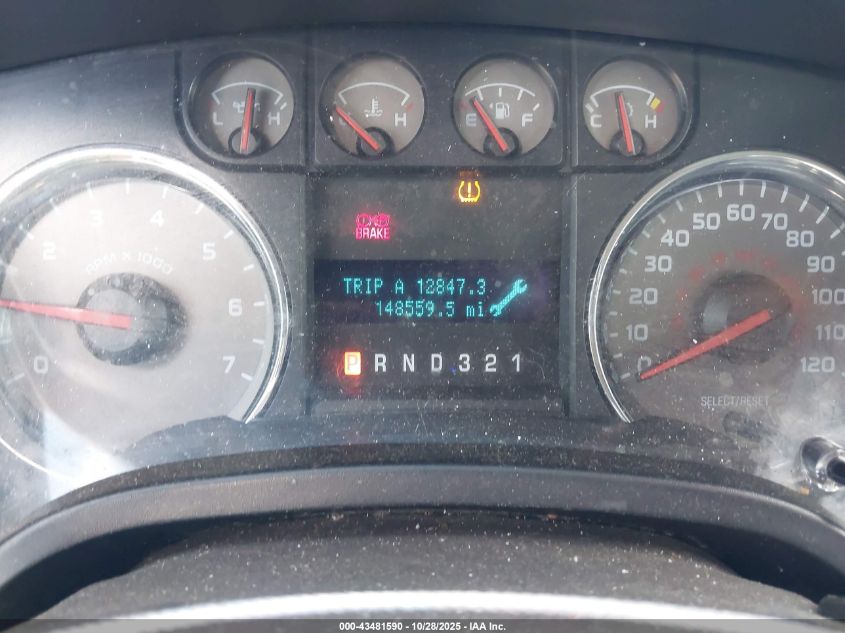 L H
H
E F
C H
BRAKE
0 1 2 3 4 5 6 7
RPM X 1000
TRIP A 12847.3
148559.5 mi
P R N D 3 2 1
0 10 20 30 40 50 60 70 80 90 100 110 120
SELECT/RESET
000-43481590 - 10/28/2025 - IAA Inc.